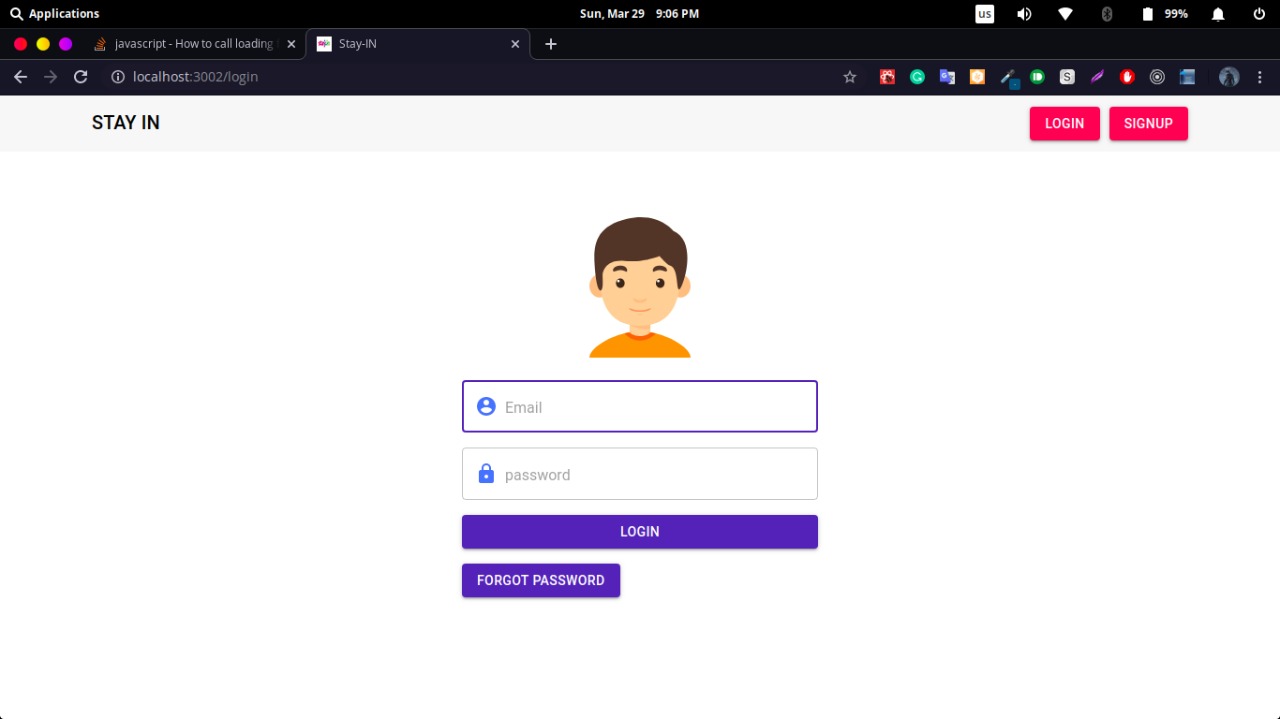 Applications
Sun, Mar 29 9:06 PM
us
99%
javascript - How to call loading
Stay-IN
localhost:3002/login
STAY IN
LOGIN
SIGNUP
Email
password
LOGIN
FORGOT PASSWORD